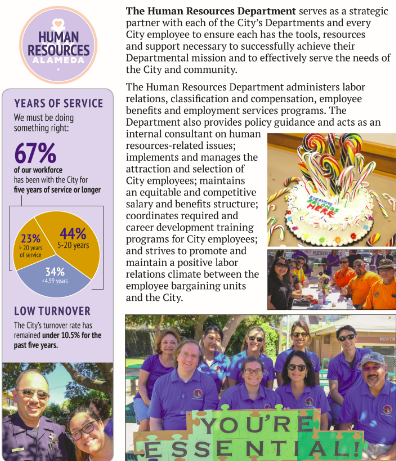 HUMAN
RESOURCES
ALAMEDA
YEARS OF SERVICE
We must be doing
something right:
67%
of our workforce
has been with the City for
five years of service or longer
44%
5-20 years
23%
> 20 years
of service
34%
<4.99 years
LOW TURNOVER
The City's turnover rate has
remained under 10.5% for the
past five years.
The Human Resources Department serves as a strategic
partner with each of the City's Departments and every
City employee to ensure each has the tools, resources
and support necessary to successfully achieve their
Departmental mission and to effectively serve the needs of
the City and community.
The Human Resources Department administers labor
relations, classification and compensation, employee
benefits and employment services programs. The
Department also provides policy guidance and acts as an
internal consultant on human
resources-related issues;
implements and manages the
attraction and selection of
City employees; maintains
an equitable and competitive
salary and benefits structure;
coordinates required and
career development training
programs for City employees;
and strives to promote and
maintain a positive labor
relations climate between the
employee bargaining units
and the City.
HERE
YOU'RE
ESSENTIAL!